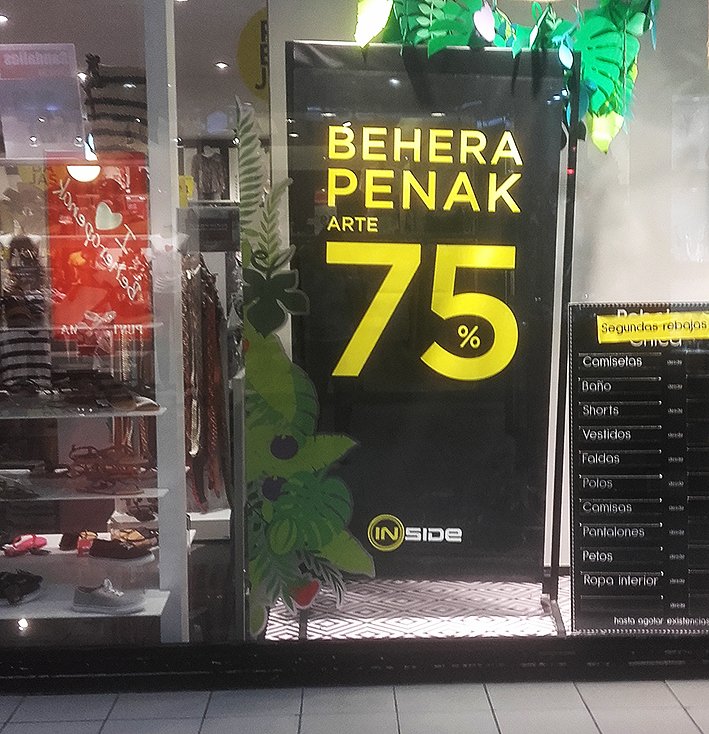 BEHERA
PENAK
ARTE
75%
INSIDE
Segundas rebajas
Chica
Camisetas
Baño
Shorts
Vestidos
Faldas
Polos
Camisas
Pantalones
Petos
Ropa interior
hasta agotar existencias